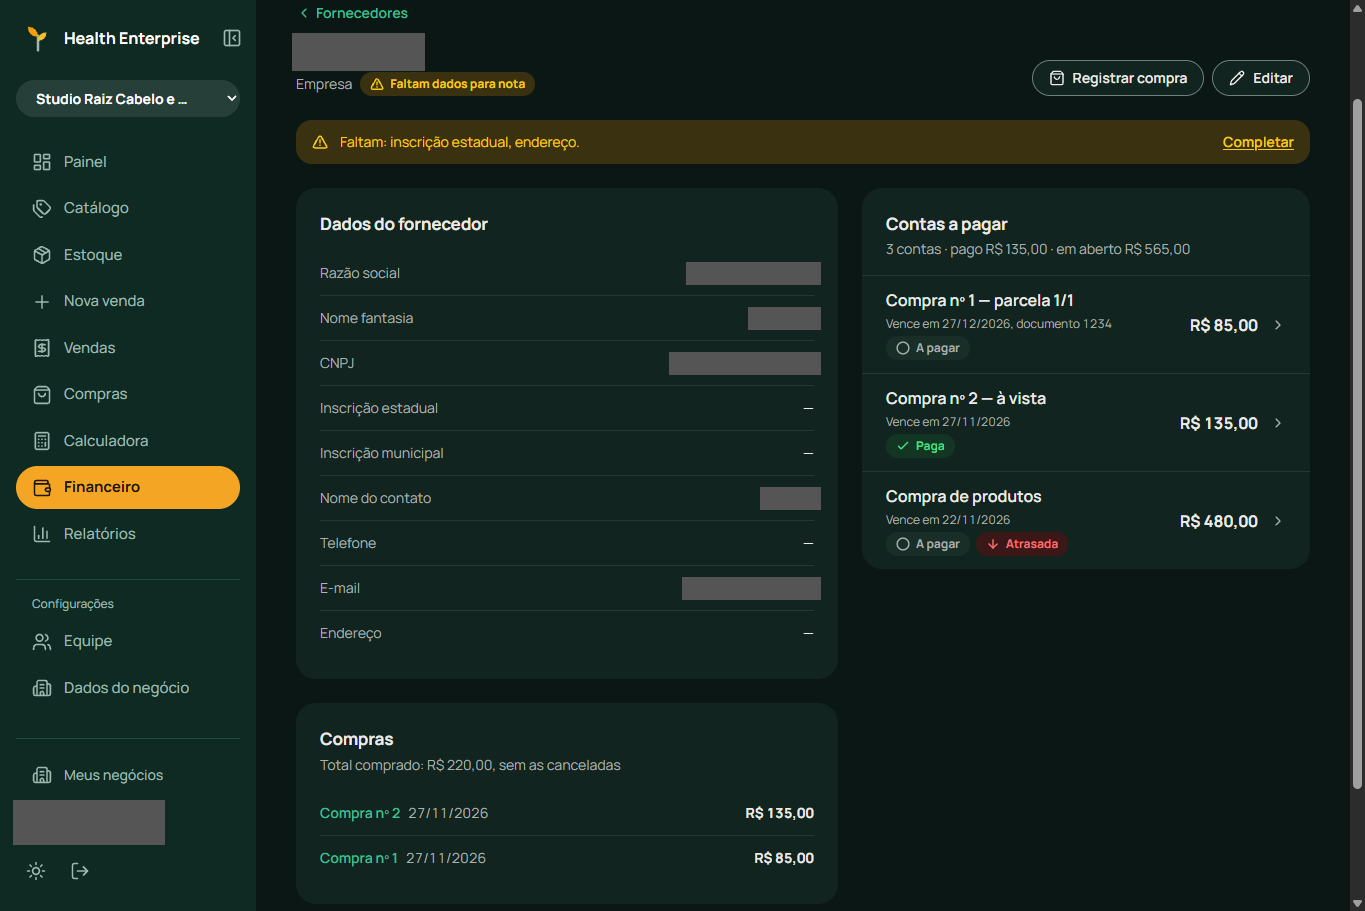 Health Enterprise
Studio Raiz Cabelo e ...
Painel
Catálogo
Estoque
Nova venda
Vendas
Compras
Calculadora
Financeiro
Relatórios
Configurações
Equipe
Dados do negócio
Meus negócios
Fornecedores
Empresa
Faltam dados para nota
Registrar compra
Editar
Faltam: inscrição estadual, endereço.
Completar
Dados do fornecedor
Razão social
Nome fantasia
CNPJ
Inscrição estadual —
Inscrição municipal —
Nome do contato
Telefone —
E-mail
Endereço —
Compras
Total comprado: R$ 220,00, sem as canceladas
Compra nº 2 27/11/2026 R$ 135,00
Compra nº 1 27/11/2026 R$ 85,00
Contas a pagar
3 contas · pago R$ 135,00 · em aberto R$ 565,00
Compra nº 1 — parcela 1/1
Vence em 27/12/2026, documento 1234
R$ 85,00
A pagar
Compra nº 2 — à vista
Vence em 27/11/2026
R$ 135,00
Paga
Compra de produtos
Vence em 22/11/2026
R$ 480,00
A pagar
Atrasada